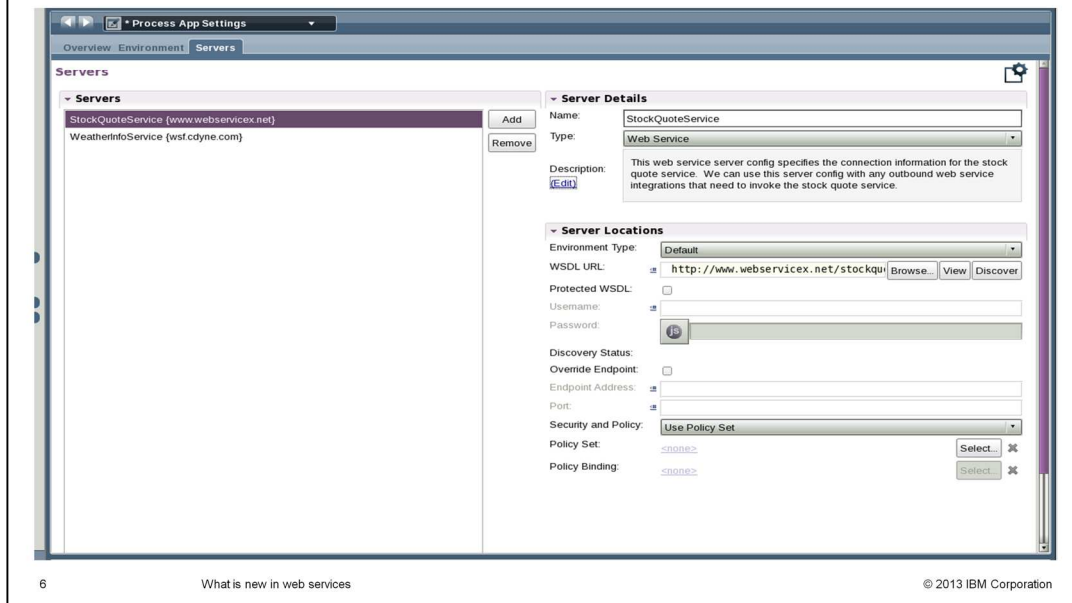 * Process App Settings
Overview Environment Servers
Servers
Servers
StockQuoteService {www.webservicex.net}
WeatherInfoService {wsf.cdyne.com}
Add
Remove
Server Details
Name: StockQuoteService
Type: Web Service
Description: (Edit)
This web service server config specifies the connection information for the stock
quote service. We can use this server config with any outbound web service
integrations that need to invoke the stock quote service.
Server Locations
Environment Type: Default
WSDL URL: http://www.webservicex.net/stockqu Browse... View Discover
Protected WSDL:
Username:
Password: js
Discovery Status:
Override Endpoint:
Endpoint Address:
Port:
Security and Policy: Use Policy Set
Policy Set: <none> Select...
Policy Binding: <none> Select...
6 What is new in web services © 2013 IBM Corporation